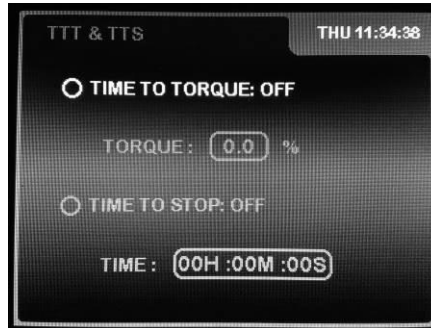 TTT & TTS THU 11:34:38
TIME TO TORQUE: OFF
TORQUE: 0.0 %
TIME TO STOP: OFF
TIME: 00H :00M :00S